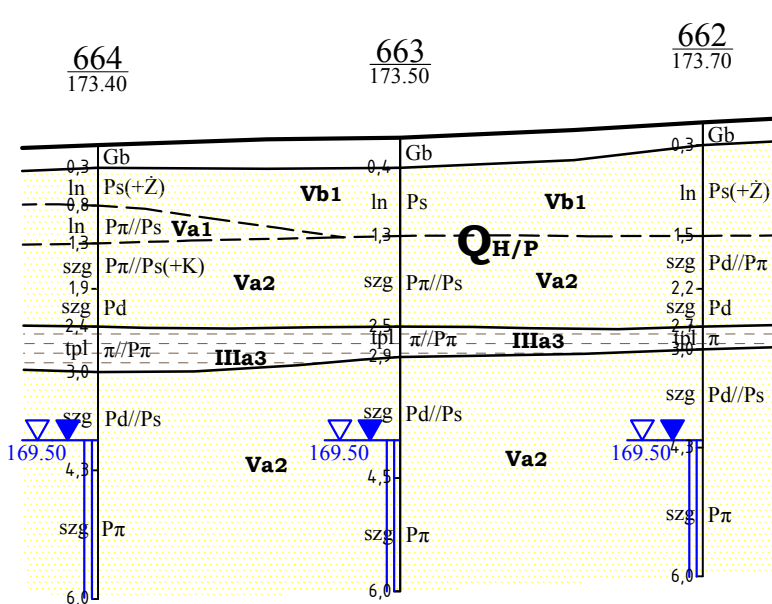 664
173.40
663
173.50
662
173.70
Gb
0,3
ln Ps(+Ż)
0,8
ln Pπ//Ps
1,3
szg Pπ//Ps(+K)
1,9
szg Pd
2,4
tpl π//Pπ
3,0
szg Pd//Ps
169.50
4,3
szg Pπ
6,0
Gb
0,4
ln Ps
1,3
szg Pπ//Ps
2,5
tpl π//Pπ
2,9
szg Pd//Ps
169.50
4,5
szg Pπ
6,0
Gb
0,3
ln Ps(+Ż)
1,5
szg Pd//Pπ
2,2
szg Pd
2,7
tpl π
3,0
szg Pd//Ps
169.50
4,3
szg Pπ
6,0
Vb1
Vb1
Va1
QH/P
Va2
Va2
IIIa3
IIIa3
Va2
Va2